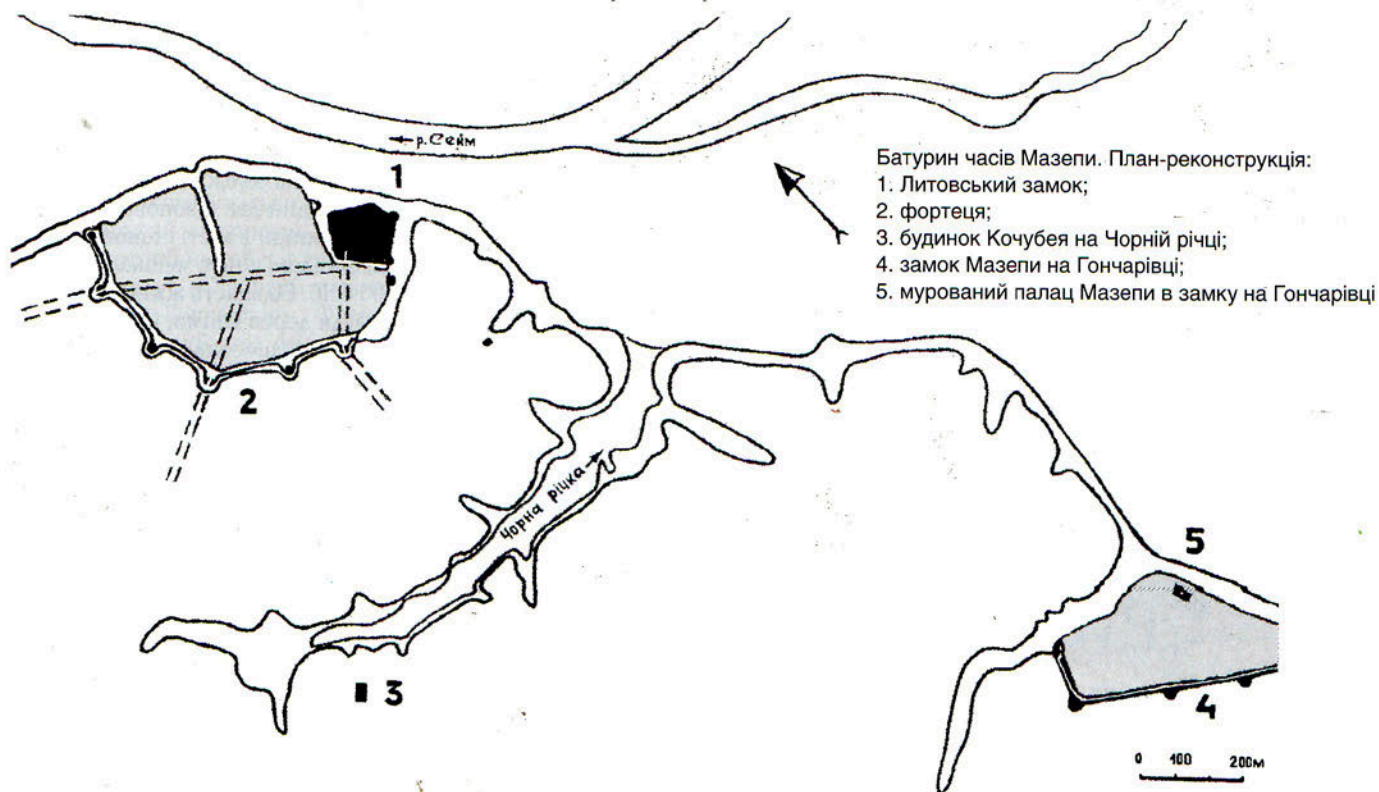 ← р. Сейм
1
Батурин часів Мазепи. План-реконструкція:
1. Литовський замок;
2. фортеця;
3. будинок Кочубея на Чорній річці;
4. замок Мазепи на Гончарівці;
5. мурований палац Мазепи в замку на Гончарівці
2
Чорна річка
5
3
4
0 100 200м